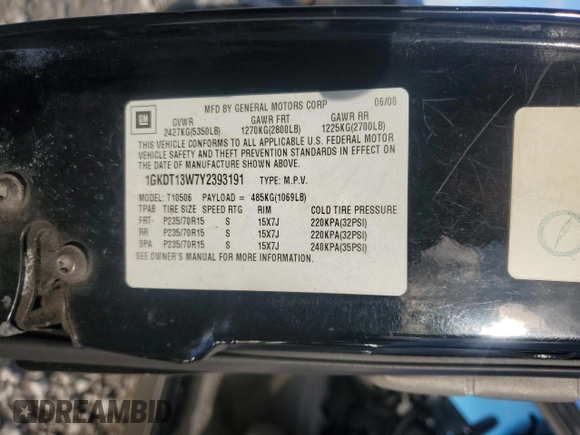 MFD BY GENERAL MOTORS CORP 06/00
GM
GVWR GAWR FRT GAWR RR
2427KG(5350LB) 1270KG(2800LB) 1225KG(2700LB)
THIS VEHICLE CONFORMS TO ALL APPLICABLE U.S. FEDERAL MOTOR
VEHICLE SAFETY AND THEFT PREVENTION STANDARDS IN EFFECT ON
THE DATE OF MANUFACTURE SHOWN ABOVE.
1GKDT13W7Y2393191 TYPE: M.P.V.
MODEL: T10506 PAYLOAD = 485KG(1069LB)
TPAB TIRE SIZE SPEED RTG RIM COLD TIRE PRESSURE
FRT- P235/70R15 S 15X7J 220KPA(32PSI)
RR P235/70R15 S 15X7J 220KPA(32PSI)
SPA P235/70R15 S 15X7J 240KPA(35PSI)
SEE OWNER'S MANUAL FOR MORE INFORMATION.
DREAMBID